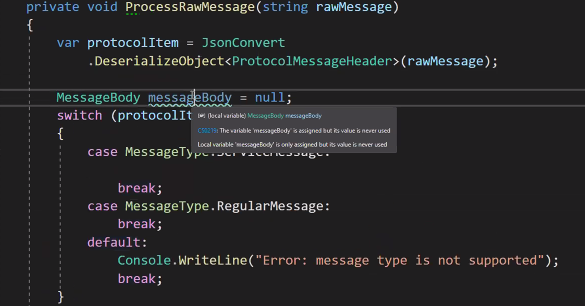 private void ProcessRawMessage(string rawMessage)
{
var protocolItem = JsonConvert
.DeserializeObject<ProtocolMessageHeader>(rawMessage);
MessageBody messageBody = null;
switch (protocolIt
(local variable) MessageBody messageBody
CS0219: The variable 'messageBody' is assigned but its value is never used
Local variable 'messageBody' is only assigned but its value is never used
{
case MessageType.ServiceMessage:
break;
case MessageType.RegularMessage:
break;
default:
Console.WriteLine("Error: message type is not supported");
break;
}